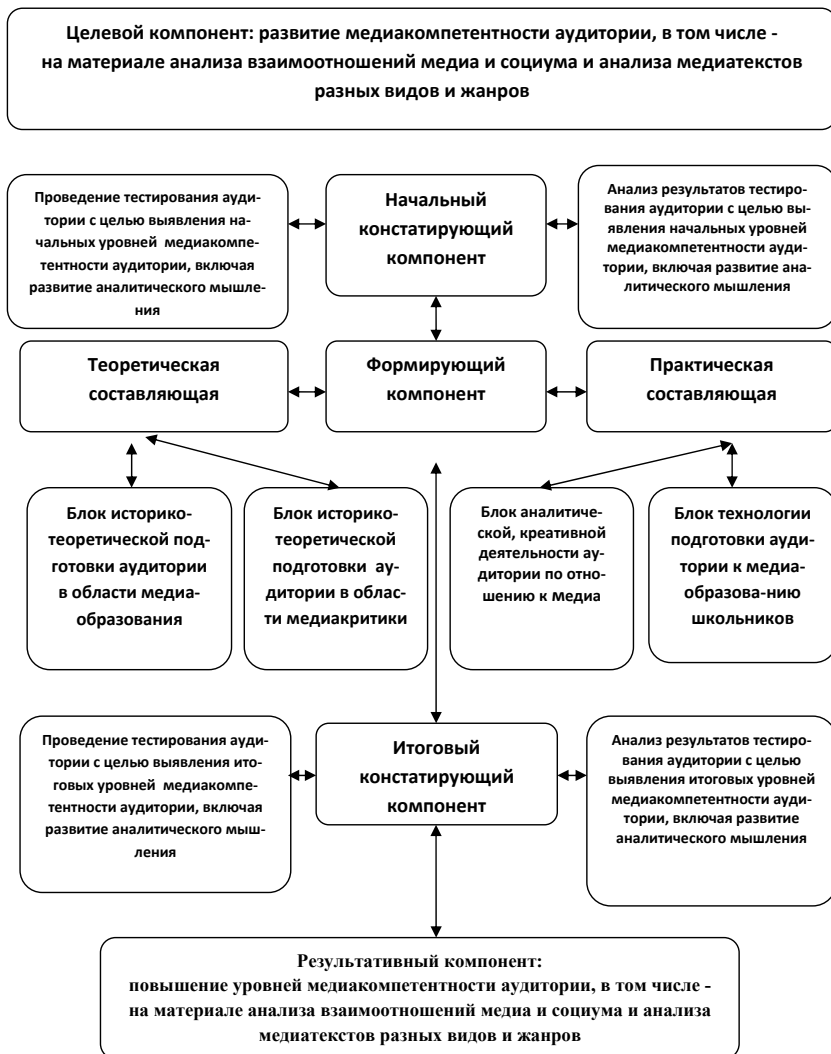 Целевой компонент: развитие медиакомпетентности аудитории, в том числе -
на материале анализа взаимоотношений медиа и социума и анализа медиатекстов
разных видов и жанров
Проведение тестирования ауди-
тории с целью выявления на-
чальных уровней медиакомпе-
тентности аудитории, включая
развитие аналитического мышле-
ния
Начальный
констатирующий
компонент
Анализ результатов тестиро-
вания аудитории с целью вы-
явления начальных уровней
медиакомпетентности ауди-
тории, включая развитие ана-
литического мышления
Теоретическая
составляющая
Формирующий
компонент
Практическая
составляющая
Блок историко-
теоретической под-
готовки аудитории
в области медиа-
образования
Блок историко-
теоретической
подготовки ау-
дитории в облас-
ти медиакритики
Блок аналитиче-
ской, креативной
деятельности ау-
дитории по отно-
шению к медиа
Блок технологии
подготовки ауди-
тории к медиа-
образова-нию
школьников
Проведение тестирования ауди-
тории с целью выявления ито-
говых уровней медиакомпе-
тентности аудитории, включая
развитие аналитического мыш-
ления
Итоговый
констатирующий
компонент
Анализ результатов тестиро-
вания аудитории с целью
выявления итоговых уровней
медиакомпетентности ауди-
тории, включая развитие
аналитического мышления
Результативный компонент:
повышение уровней медиакомпетентности аудитории, в том числе -
на материале анализа взаимоотношений медиа и социума и анализа
медиатекстов разных видов и жанров